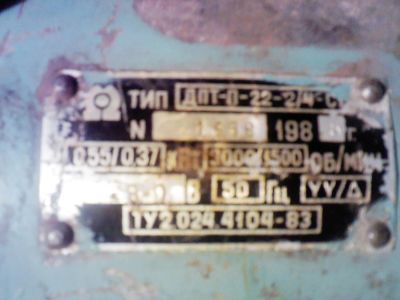 ТИП ДПТ-П-22-2/4-С
N 198 г
0,55/0,37 кВт 3000/1500 ОБ/МИН
В 50 Гц YY/Δ
ТУ2.024.4104-83